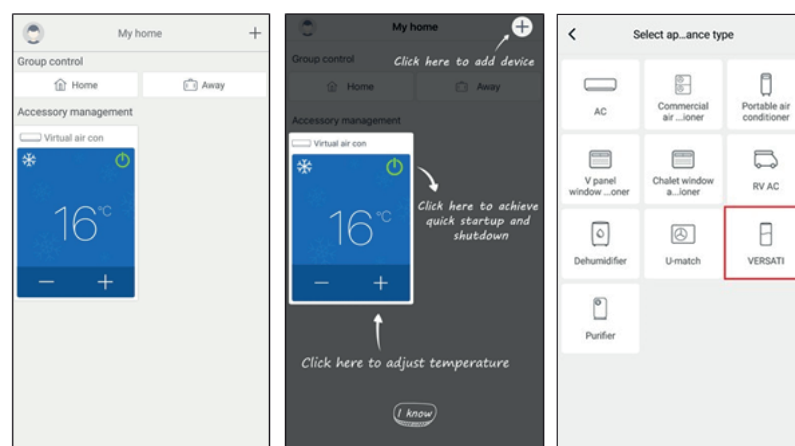 My home
+
Group control
Home
Away
Accessory management
Virtual air con
16°C
— +
My home
+
Click here to add device
Group control
Home
Away
Accessory management
Virtual air con
16°C
— +
Click here to achieve
quick startup and
shutdown
Click here to adjust temperature
I know
Select ap...ance type
AC
Commercial
air ...ioner
Portable air
conditioner
V panel
window ...oner
Chalet window
a...ioner
RV AC
Dehumidifier
U-match
VERSATI
Purifier